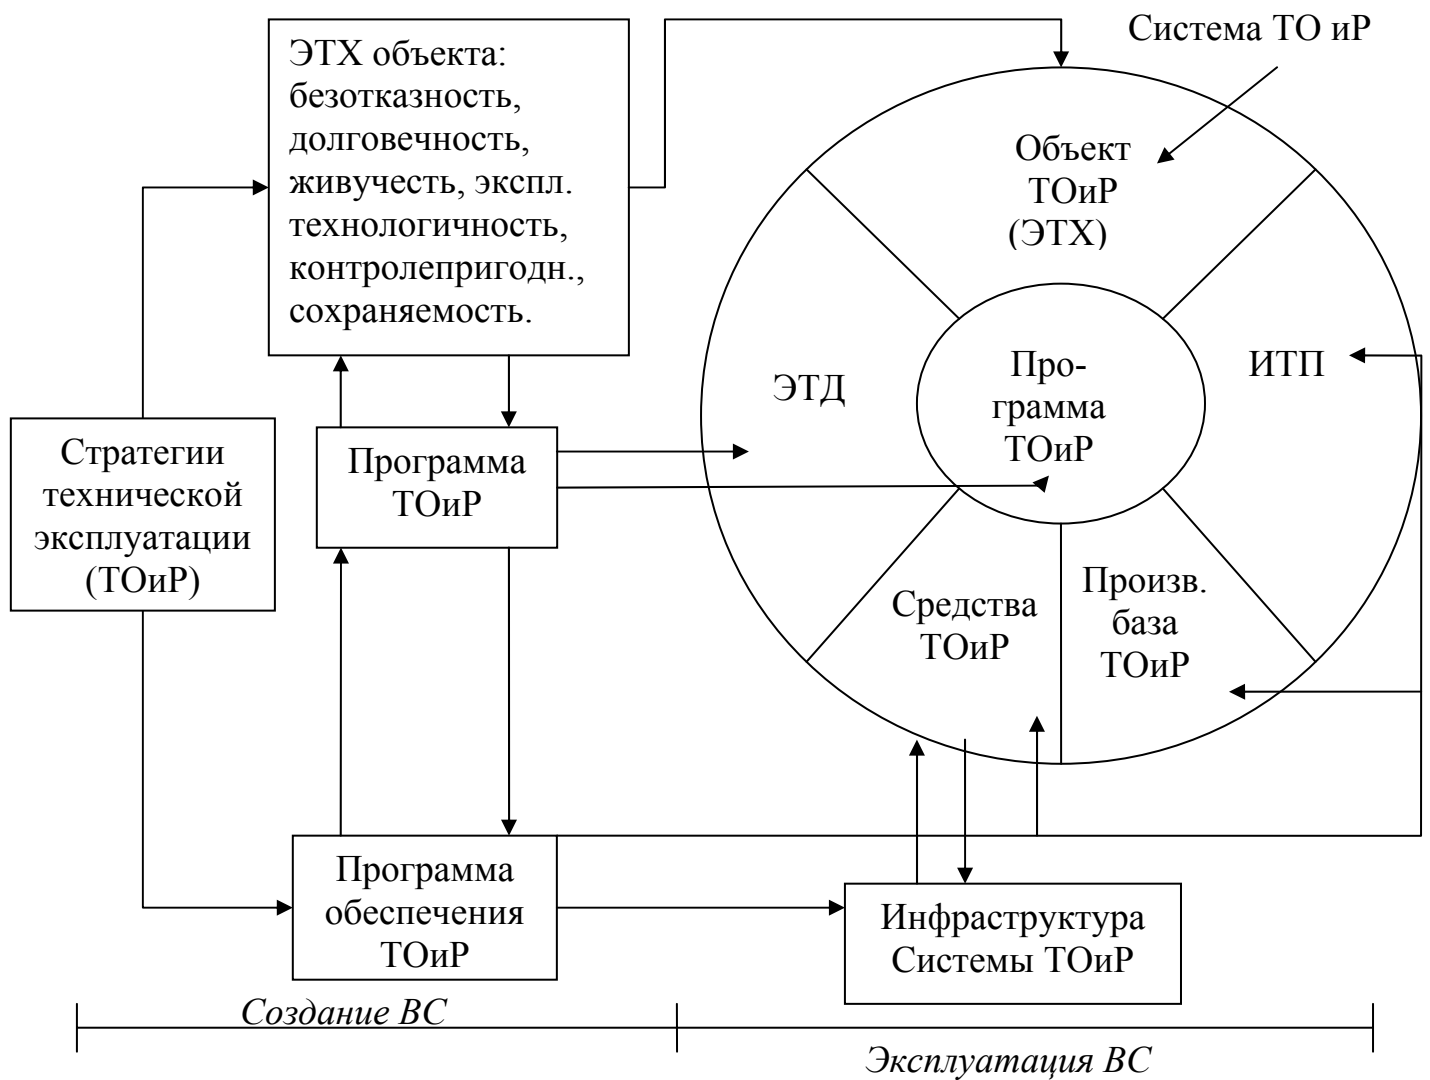 Система ТО иР
ЭТХ объекта:
безотказность,
долговечность,
живучесть, экспл.
технологичность,
контролепригодн.,
сохраняемость.
Объект
ТОиР
(ЭТХ)
ЭТД
Про-
грамма
ТОиР
ИТП
Стратегии
технической
эксплуатации
(ТОиР)
Программа
ТОиР
Средства
ТОиР
Произв.
база
ТОиР
Программа
обеспечения
ТОиР
Инфраструктура
Системы ТОиР
Создание ВС
Эксплуатация ВС